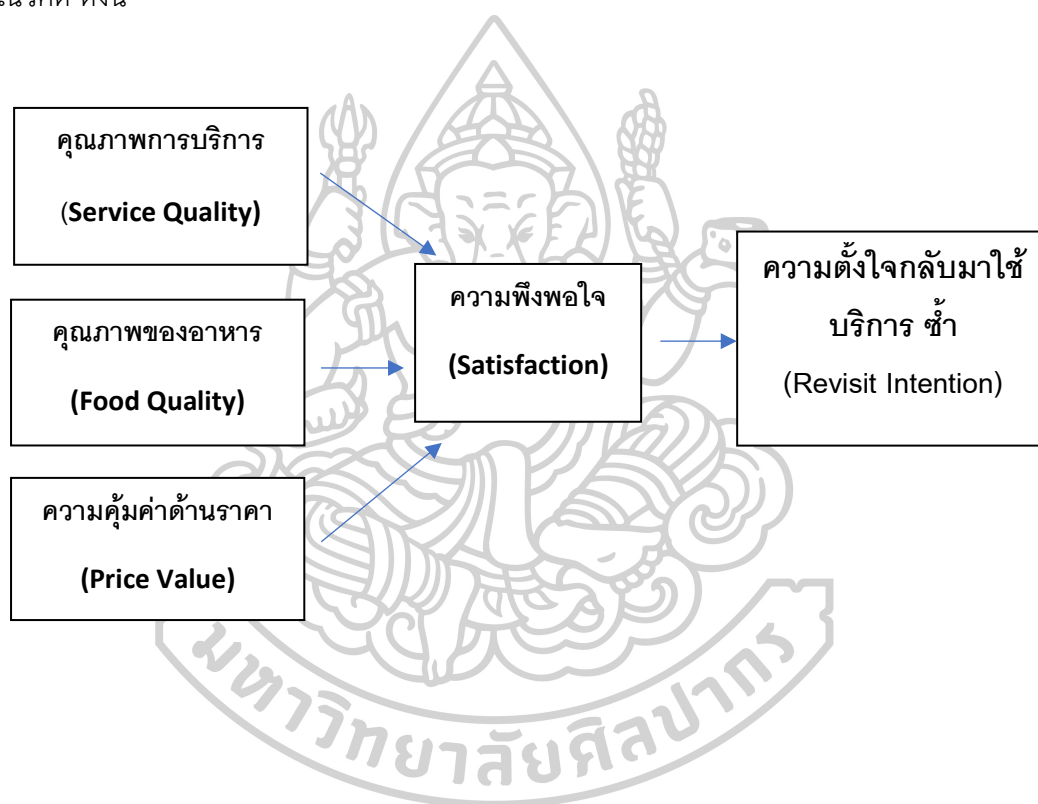 คุณภาพการบริการ
(Service Quality)
คุณภาพของอาหาร
(Food Quality)
ความคุ้มค่าด้านราคา
(Price Value)
ความพึงพอใจ
(Satisfaction)
ความตั้งใจกลับมาใช้
บริการ ซ้ำ
(Revisit Intention)
มหาวิทยาลัยศิลปากร